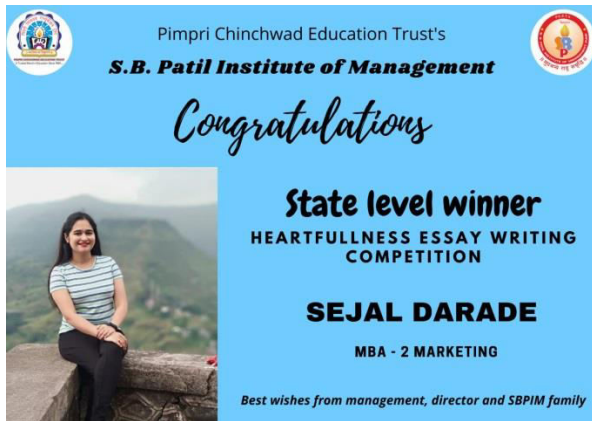 Pimpri Chinchwad Education Trust's
S.B. Patil Institute of Management
Congratulations
State level winner
HEARTFULLNESS ESSAY WRITING
COMPETITION
SEJAL DARADE
MBA - 2 MARKETING
Best wishes from management, director and SBPIM family